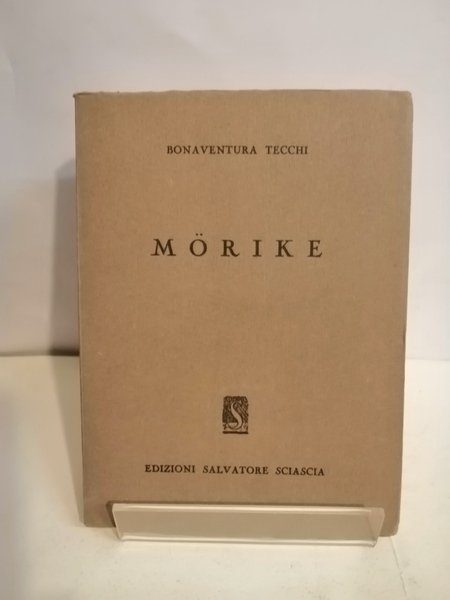 BONAVENTURA TECCHI
MÖRIKE
S
EDIZIONI SALVATORE SCIASCIA